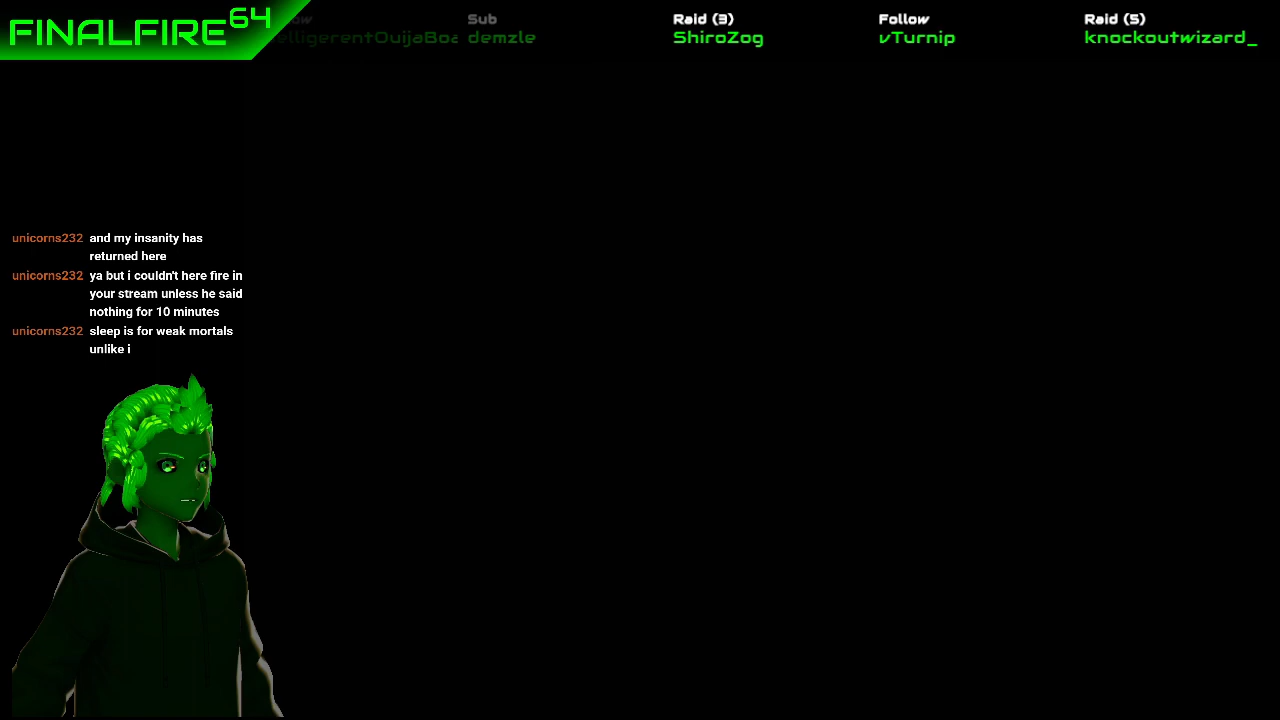 FINALFIRE64
Sub
demzle
Raid (3)
ShiroZog
Follow
vTurnip
Raid (5)
knockoutwizard_
unicorns232 and my insanity has
returned here
unicorns232 ya but i couldn't here fire in
your stream unless he said
nothing for 10 minutes
unicorns232 sleep is for weak mortals
unlike i